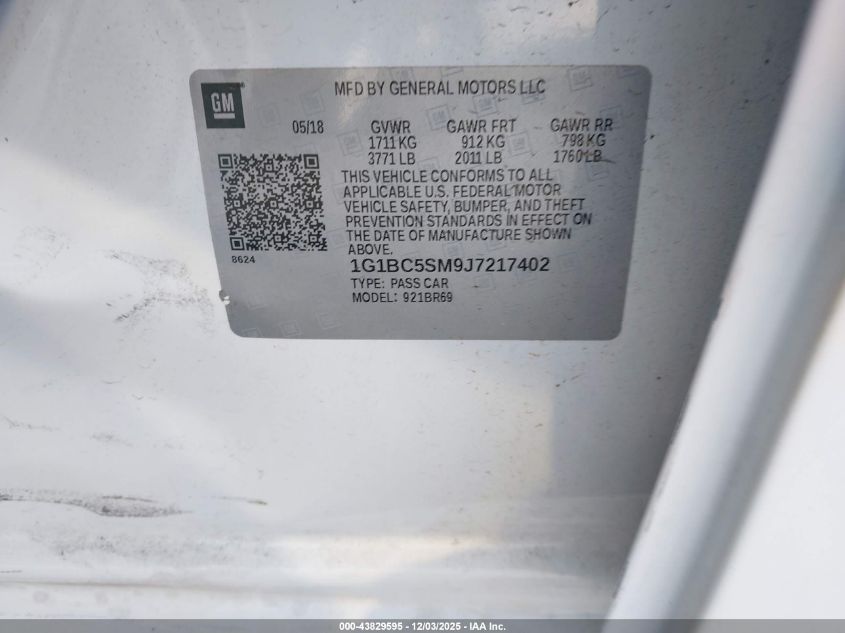 MFD BY GENERAL MOTORS LLC
GM
05/18 GVWR GAWR FRT GAWR RR
1711 KG 912 KG 798 KG
3771 LB 2011 LB 1760 LB
THIS VEHICLE CONFORMS TO ALL
APPLICABLE U.S. FEDERAL MOTOR
VEHICLE SAFETY, BUMPER, AND THEFT
PREVENTION STANDARDS IN EFFECT ON
THE DATE OF MANUFACTURE SHOWN
ABOVE.
8624
1G1BC5SM9J7217402
TYPE: PASS CAR
MODEL: 921BR69
000-43829595 - 12/03/2025 - IAA Inc.